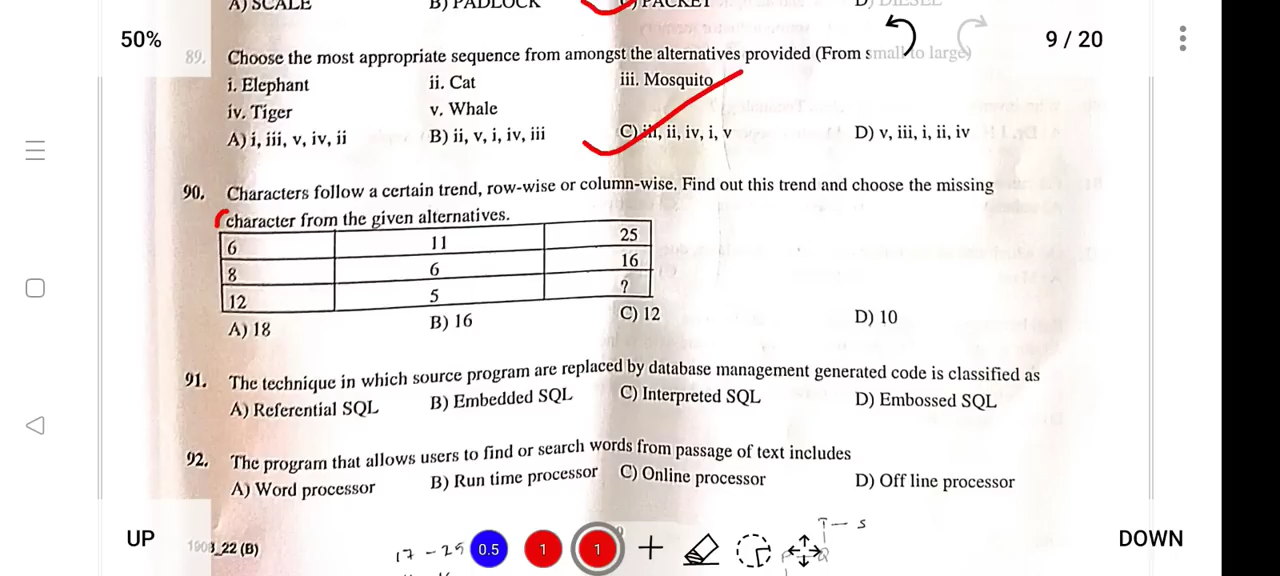 A) SCALE B) PADLOCK C) PACKET D) DIESEL
50% 9 / 20
89. Choose the most appropriate sequence from amongst the alternatives provided (From small to large)
i. Elephant ii. Cat iii. Mosquito
iv. Tiger v. Whale
A) i, iii, v, iv, ii B) ii, v, i, iv, iii C) iii, ii, iv, i, v D) v, iii, i, ii, iv
90. Characters follow a certain trend, row-wise or column-wise. Find out this trend and choose the missing
character from the given alternatives.
6 11 25
8 6 16
12 5 ?
A) 18 B) 16 C) 12 D) 10
91. The technique in which source program are replaced by database management generated code is classified as
A) Referential SQL B) Embedded SQL C) Interpreted SQL D) Embossed SQL
92. The program that allows users to find or search words from passage of text includes
A) Word processor B) Run time processor C) Online processor D) Off line processor
T — S
UP DOWN
22 (B) 17 - 25 0.5 1 1